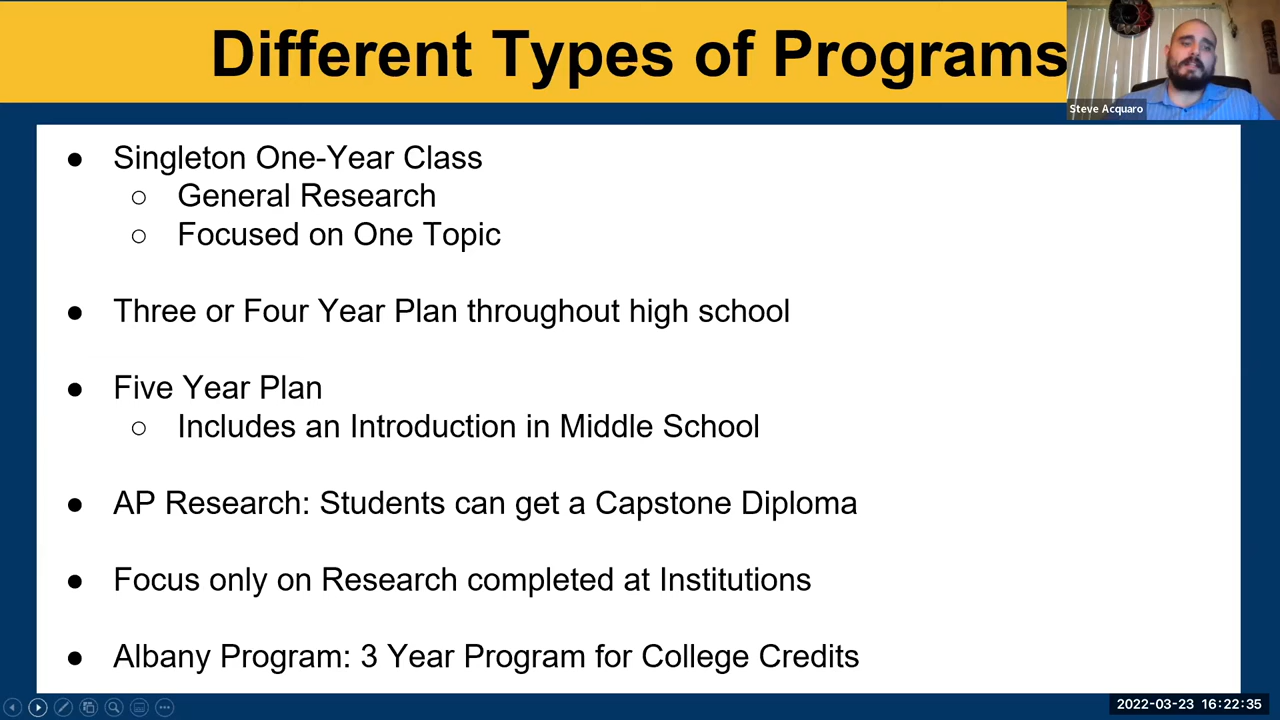 Different Types of Programs
Steve Acquaro
● Singleton One-Year Class
○ General Research
○ Focused on One Topic
● Three or Four Year Plan throughout high school
● Five Year Plan
○ Includes an Introduction in Middle School
● AP Research: Students can get a Capstone Diploma
● Focus only on Research completed at Institutions
● Albany Program: 3 Year Program for College Credits
2022-03-23 16:22:35